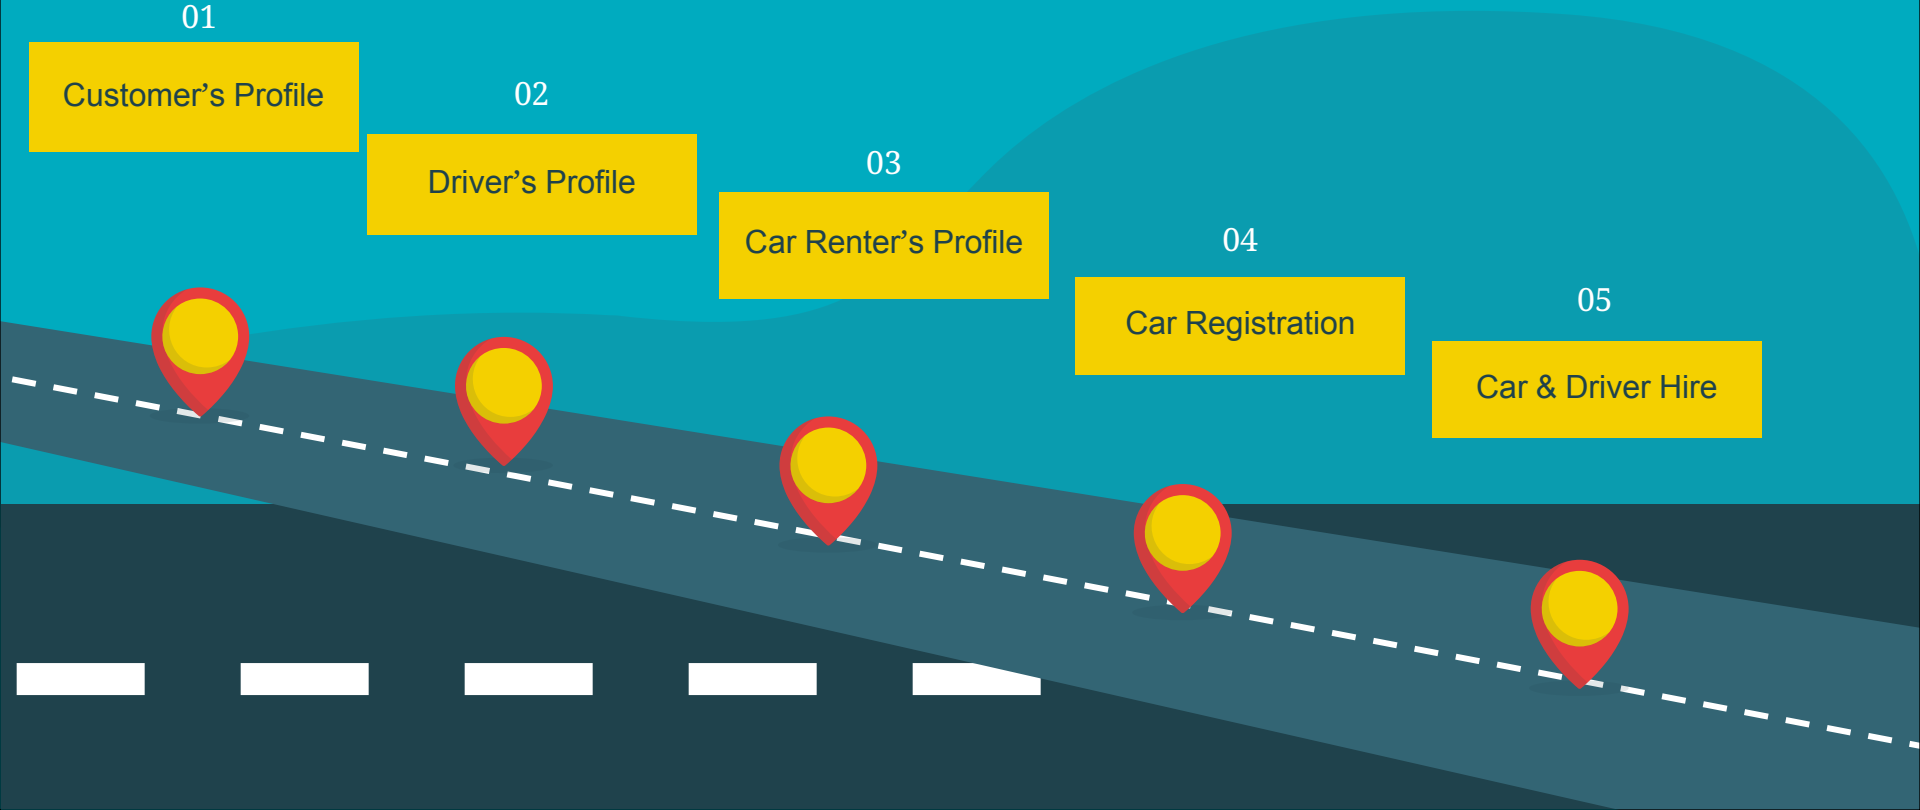 01
Customer’s Profile
02
Driver’s Profile
03
Car Renter’s Profile
04
Car Registration
05
Car & Driver Hire